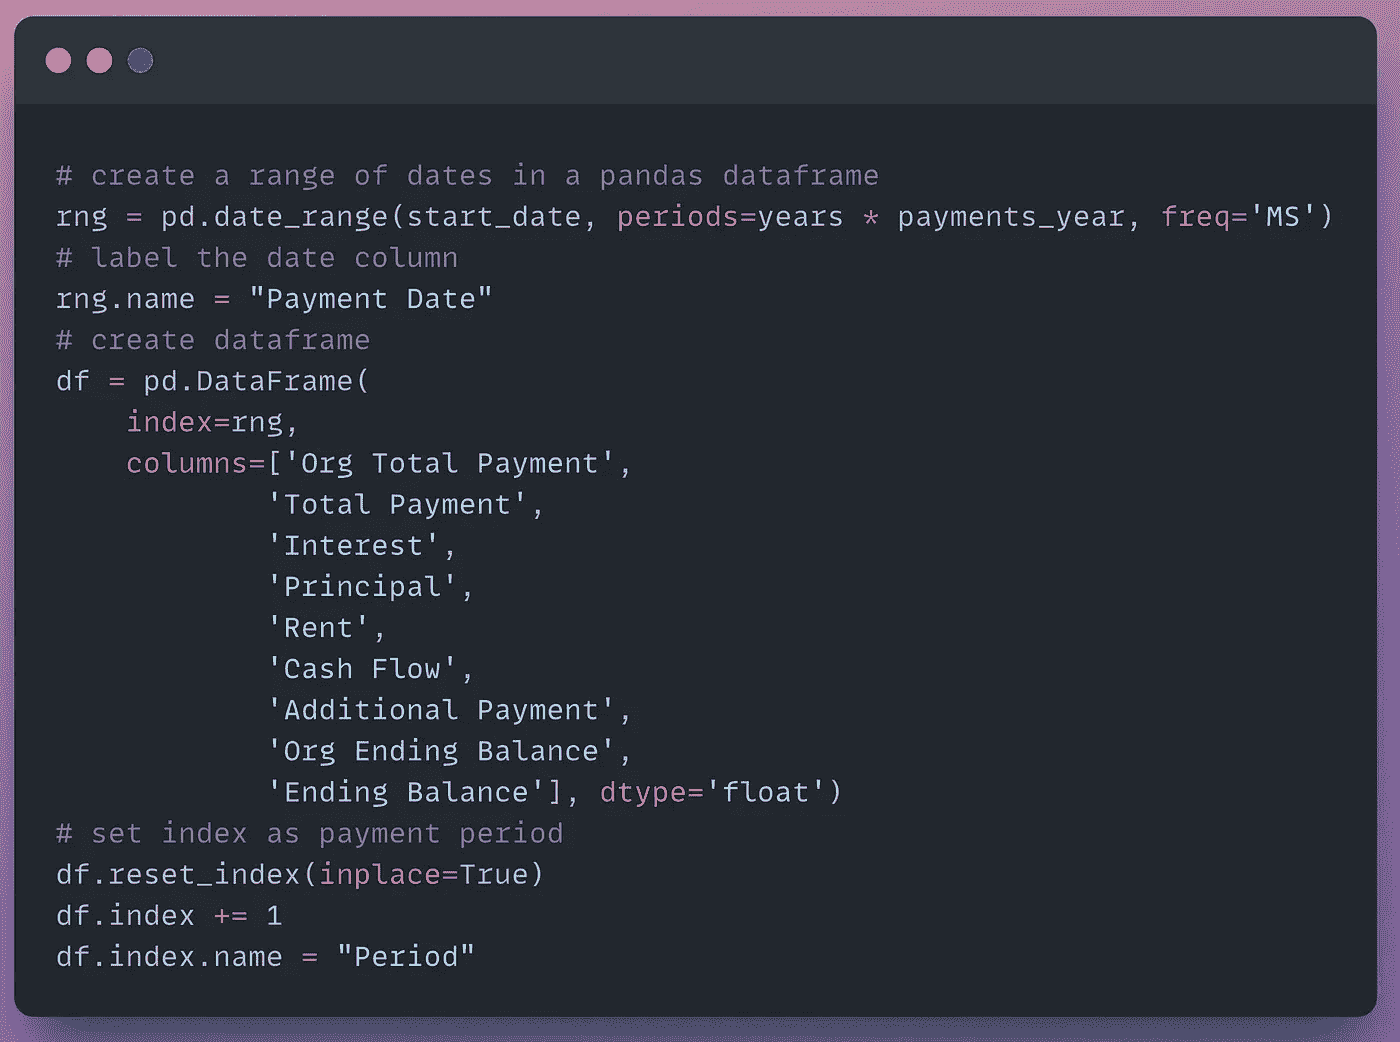 # create a range of dates in a pandas dataframe
rng = pd.date_range(start_date, periods=years * payments_year, freq='MS')
# label the date column
rng.name = "Payment Date"
# create dataframe
df = pd.DataFrame(
    index=rng,
    columns=['Org Total Payment',
            'Total Payment',
            'Interest',
            'Principal',
            'Rent',
            'Cash Flow',
            'Additional Payment',
            'Org Ending Balance',
            'Ending Balance'], dtype='float')
# set index as payment period
df.reset_index(inplace=True)
df.index += 1
df.index.name = "Period"